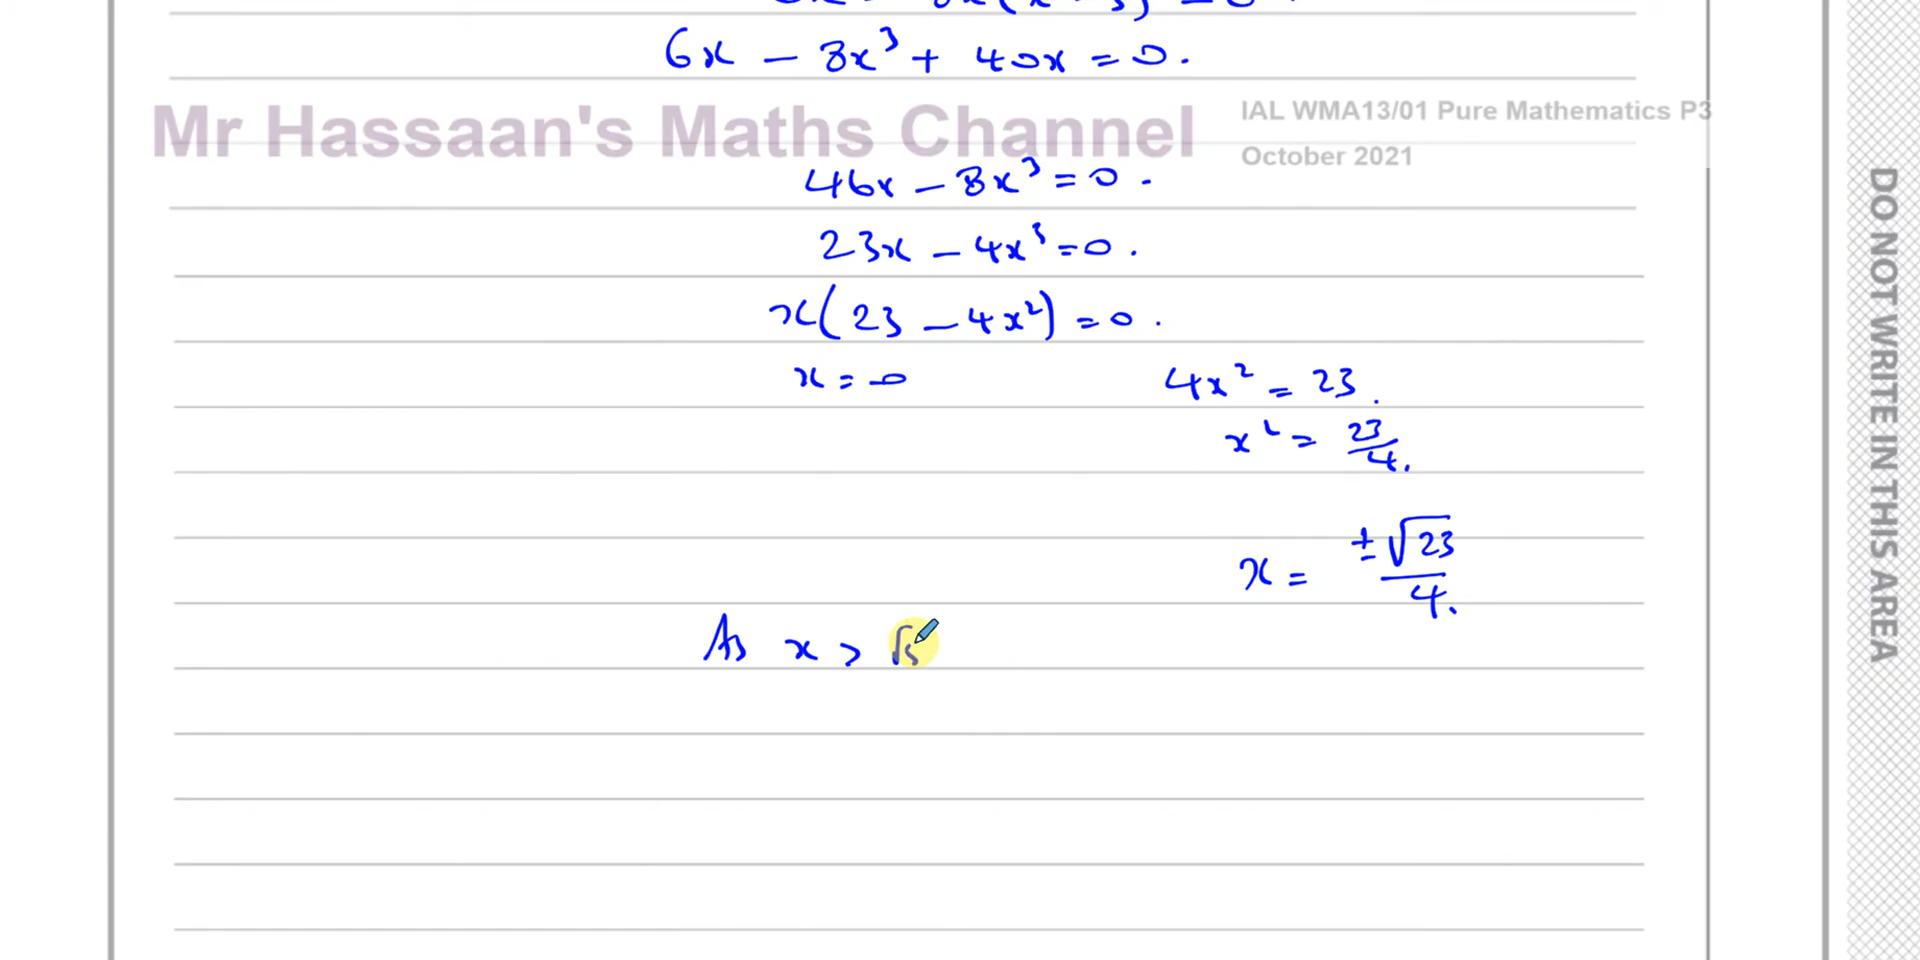 6x - 8x³ + 40x = 0.
Mr Hassaan's Maths Channel
IAL WMA13/01 Pure Mathematics P3
October 2021
46x - 8x³ = 0.
23x - 4x³ = 0.
x(23 - 4x²) = 0.
x = 0
4x² = 23.
x² = 23/4.
x = ±√23/4.
As x > √5
DO NOT WRITE IN THIS AREA